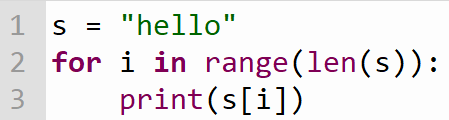 1 s = "hello"
2 for i in range(len(s)):
3     print(s[i])